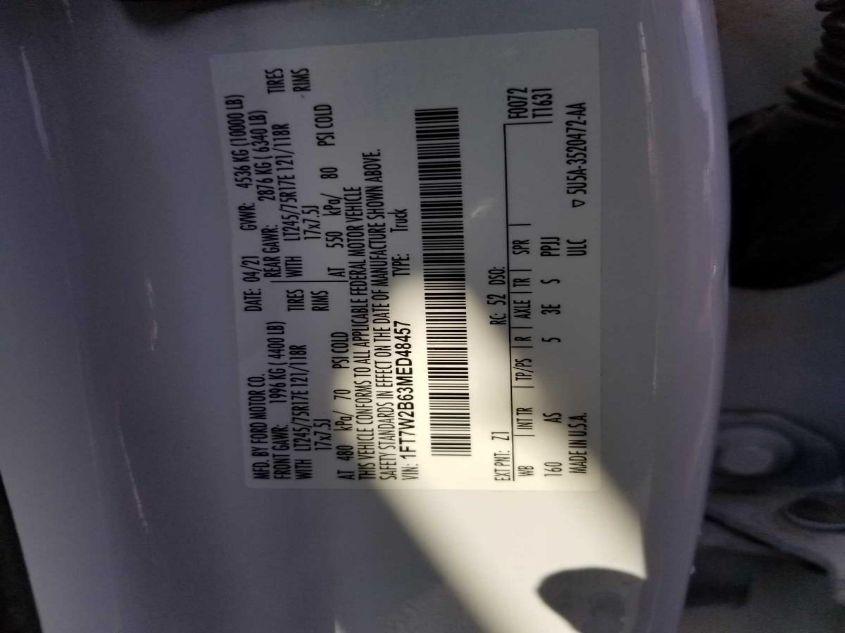 MFD. BY FORD MOTOR CO. DATE: 04/21 GVWR: 4536 KG (10000 LB)
FRONT GAWR: 1996 KG ( 4400 LB) REAR GAWR: 2876 KG ( 6340 LB)
WITH LT245/75R17E 121/118R TIRES WITH LT245/75R17E 121/118R TIRES
17x7.5J RIMS 17x7.5J RIMS
AT 480 kPa/ 70 PSI COLD AT 550 kPa/ 80 PSI COLD
THIS VEHICLE CONFORMS TO ALL APPLICABLE FEDERAL MOTOR VEHICLE
SAFETY STANDARDS IN EFFECT ON THE DATE OF MANUFACTURE SHOWN ABOVE.
VIN: 1FT7W2B63MED48457 TYPE: Truck
EXT PNT: Z1 RC: 52 DSO: F0072
WB INT TR TP/PS R AXLE TR SPR T1631
160 AS 5 3E S PPJJ
MADE IN U.S.A. ULC ▽ 5U5A-3520472-AA